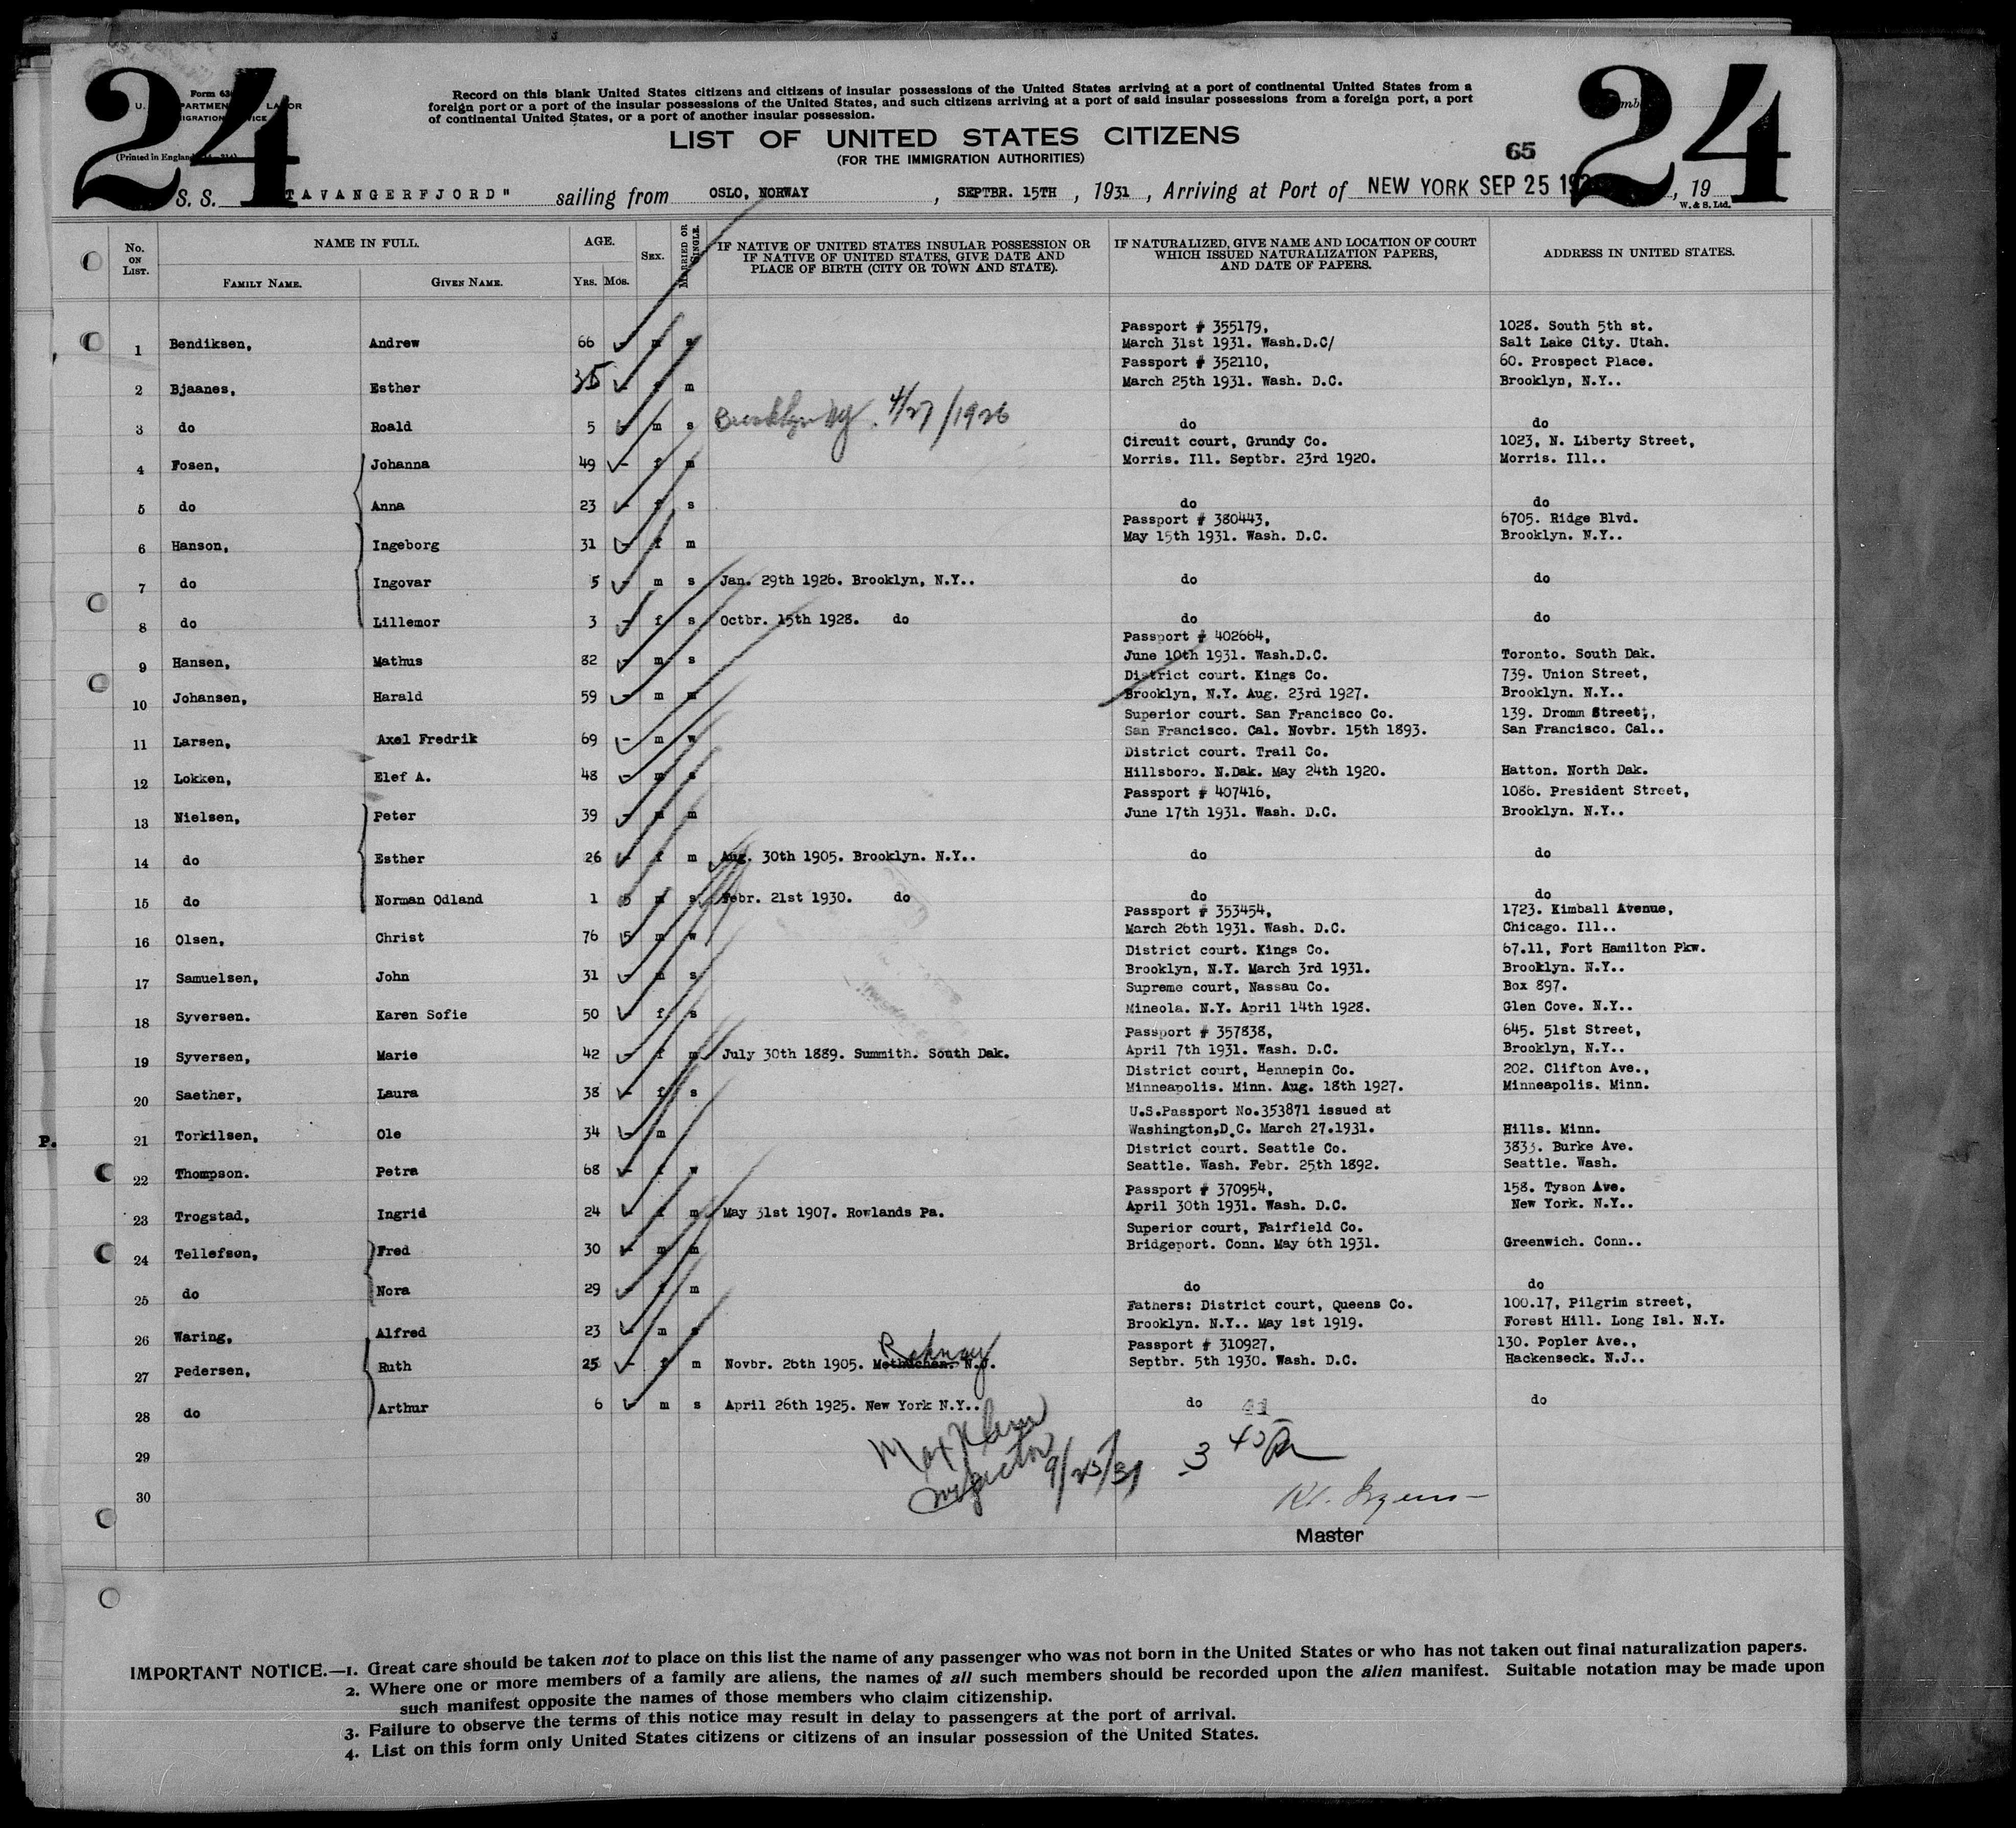 24
24
Form 63
U. PARTMEN LABOR
IGRATION ICE
(Printed in England
Record on this blank United States citizens and citizens of insular possessions of the United States arriving at a port of continental United States from a
foreign port or a port of the insular possessions of the United States, and such citizens arriving at a port of said insular possessions from a foreign port, a port
of continental United States, or a port of another insular possession.
LIST OF UNITED STATES CITIZENS
(FOR THE IMMIGRATION AUTHORITIES)
65
S. S. TAVANGERFJORD" sailing from OSLO, NORWAY , SEPTBR. 15TH , 1931 , Arriving at Port of NEW YORK SEP 25 19 , 19
W. & S. Ltd.
No. ON LIST. NAME IN FULL. AGE. SEX. MARRIED OR SINGLE. IF NATIVE OF UNITED STATES INSULAR POSSESSION OR IF NATIVE OF UNITED STATES, GIVE DATE AND PLACE OF BIRTH (CITY OR TOWN AND STATE). IF NATURALIZED, GIVE NAME AND LOCATION OF COURT WHICH ISSUED NATURALIZATION PAPERS, AND DATE OF PAPERS. ADDRESS IN UNITED STATES.
FAMILY NAME. GIVEN NAME. YRS. MOS.
Passport # 355179, 1028. South 5th st.
1 Bendiksen, Andrew 66 - m s March 31st 1931. Wash.D.C/ Salt Lake City. Utah.
Passport # 352110, 60. Prospect Place.
2 Bjaanes, Esther 35 - f m March 25th 1931. Wash. D.C. Brooklyn, N.Y..
3 do Roald 5 m s Brooklyn NY. 4/27/1926 do do
Circuit court, Grundy Co. 1023, N. Liberty Street,
4 Fosen, Johanna 49 - f m Morris. Ill. Septbr. 23rd 1920. Morris. Ill..
5 do Anna 23 - f s do do
Passport # 380443, 6705. Ridge Blvd.
6 Hanson, Ingeborg 31 - f m May 15th 1931. Wash. D.C. Brooklyn. N.Y..
7 do Ingovar 5 - m s Jan. 29th 1926. Brooklyn, N.Y.. do do
8 do Lillemor 3 - f s Octbr. 15th 1928. do do do
Passport # 402664,
9 Hansen, Mathus 82 - m s June 10th 1931. Wash.D.C. Toronto. South Dak.
District court. Kings Co. 739. Union Street,
10 Johansen, Harald 59 - m m Brooklyn, N.Y. Aug. 23rd 1927. Brooklyn. N.Y..
Superior court. San Francisco Co. 139. Dromm Street,,
11 Larsen, Axel Fredrik 69 - m w San Francisco. Cal. Novbr. 15th 1893. San Francisco. Cal..
District court. Trail Co.
12 Lokken, Elef A. 48 - m s Hillsboro. N.Dak. May 24th 1920. Hatton. North Dak.
Passport # 407416, 1086. President Street,
13 Nielsen, Peter 39 - m m June 17th 1931. Wash. D.C. Brooklyn. N.Y..
14 do Esther 26 - f m Aug. 30th 1905. Brooklyn. N.Y.. do do
15 do Norman Odland 1 5 m s Febr. 21st 1930. do do do
Passport # 353454, 1723. Kimball Avenue,
16 Olsen, Christ 76 5 m w March 26th 1931. Wash. D.C. Chicago. Ill..
District court. Kings Co. 67.11, Fort Hamilton Pkw.
17 Samuelsen, John 31 - m s Brooklyn, N.Y. March 3rd 1931. Brooklyn. N.Y..
Supreme court, Nassau Co. Box 897.
18 Syversen. Karen Sofie 50 - f s Mineola. N.Y. April 14th 1928. Glen Cove. N.Y..
Passport # 357838, 645. 51st Street,
19 Syversen, Marie 42 - f m July 30th 1889. Summith. South Dak. April 7th 1931. Wash. D.C. Brooklyn, N.Y..
District court, Hennepin Co. 202. Clifton Ave.,
20 Saether, Laura 38 - f s Minneapolis. Minn. Aug. 18th 1927. Minneapolis. Minn.
U.S.Passport No.353871 issued at
P. 21 Torkilsen, Ole 34 - m Washington,D.C. March 27.1931. Hills. Minn.
District court. Seattle Co. 3833. Burke Ave.
22 Thompson. Petra 68 - f w Seattle. Wash. Febr. 25th 1892. Seattle. Wash.
Passport # 370954, 158. Tyson Ave.
23 Trogstad, Ingrid 24 - f m May 31st 1907. Rowlands Pa. April 30th 1931. Wash. D.C. New York. N.Y..
Superior court, Fairfield Co.
24 Tellefsen, Fred 30 - m m Bridgeport. Conn. May 6th 1931. Greenwich. Conn..
25 do Nora 29 - f m do do
Fathers: District court, Queens Co. 100.17, Pilgrim street,
26 Waring, Alfred 23 - m s Brooklyn. N.Y.. May 1st 1919. Forest Hill. Long Isl. N.Y.
Passport # 310927, 130. Popler Ave.,
27 Pedersen, Ruth 25 - f m Novbr. 26th 1905. Methuchen. N.J. Rahway Septbr. 5th 1930. Wash. D.C. Hackenseck. N.J..
28 do Arthur 6 m s April 26th 1925. New York N.Y.. do do
29
30
Inspector 9/25/31
Master
IMPORTANT NOTICE.—1. Great care should be taken not to place on this list the name of any passenger who was not born in the United States or who has not taken out final naturalization papers.
2. Where one or more members of a family are aliens, the names of all such members should be recorded upon the alien manifest. Suitable notation may be made upon
such manifest opposite the names of those members who claim citizenship.
3. Failure to observe the terms of this notice may result in delay to passengers at the port of arrival.
4. List on this form only United States citizens or citizens of an insular possession of the United States.